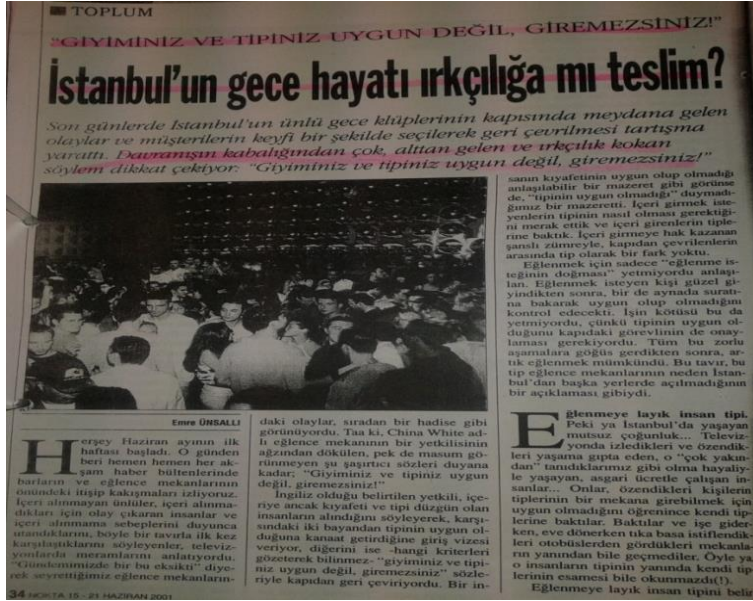 TOPLUM
"GİYİMİNİZ VE TİPİNİZ UYGUN DEĞİL, GİREMEZSİNİZ!"
İstanbul'un gece hayatı ırkçılığa mı teslim?
Son günlerde İstanbul'un ünlü gece klüplerinin kapısında meydana gelen
olaylar ve müşterilerin keyfi bir şekilde seçilerek geri çevrilmesi tartışma
yarattı. Davranışın kabalığından çok, alttan gelen ve ırkçılık kokan
söylem dikkat çekiyor: "Giyiminiz ve tipiniz uygun değil, giremezsiniz!"
Emre ÜNSALLI
Herşey Haziran ayının ilk
haftası başladı. O günden
beri hemen hemen her ak-
şam haber bültenlerinde
barların ve eğlence mekanlarının
önündeki itişip kakışmaları izliyoruz.
İçeri alınmayan ünlüler, içeri alınma-
dıkları için olay çıkaran insanlar ve
içeri alınmama sebeplerini duyunca
utandıklarını, böyle bir tavırla ilk kez
karşılaştıklarını söyleyenler, televiz-
yonlarda meramlarını anlatıyordu.
"Gündemimizde bir bu eksikti" diye-
rek seyrettiğimiz eğlence mekanların-
daki olaylar, sıradan bir hadise gibi
görünüyordu. Taa ki, China White ad-
lı eğlence mekanının bir yetkilisinin
ağzından dökülen, pek de masum gö-
rünmeyen şu şaşırtıcı sözleri duyana
kadar; "Giyiminiz ve tipiniz uygun
değil, giremezsiniz!"
İngiliz olduğu belirtilen yetkili, içe-
riye ancak kıyafeti ve tipi düzgün olan
insanların alındığını söyleyerek, karşı-
sındaki iki bayandan tipinin uygun ol-
duğuna kanaat getirdiğine giriş vizesi
veriyor, diğerini ise -hangi kriterleri
gözeterek bilinmez- "giyiminiz ve tipi-
niz uygun değil, giremezsiniz" sözle-
riyle kapıdan geri çeviriyordu. Bir in-
sanın kıyafetinin uygun olup olmadığı
anlaşılabilir bir mazeret gibi görünse
de, "tipinin uygun olmadığı" duymadı-
ğımız bir mazeretti. İçeri girmek iste-
yenlerin tipinin nasıl olması gerektiği-
ni merak ettik ve içeri girenlerin tiple-
rine baktık. İçeri girmeye hak kazanan
şanslı zümreyle, kapıdan çevrilenlerin
arasında tip olarak bir fark yoktu.
Eğlenmek için sadece "eğlenme is-
teğinin doğması" yetmiyordu anlaşı-
lan. Eğlenmek isteyen kişi güzel gi-
yindikten sonra, bir de aynada suratı-
na bakarak uygun olup olmadığını
kontrol edecekti. İşin kötüsü bu da
yetmiyordu, çünkü tipinin uygun ol-
duğunu kapıdaki görevlinin de onay-
laması gerekiyordu. Tüm bu zorlu
aşamalara göğüs gerdikten sonra, ar-
tık eğlenmek mümkündü. Bu tavır, bu
tip eğlence mekanlarının neden İstan-
bul'dan başka yerlerde açılmadığının
bir açıklaması gibiydi.
Eğlenmeye layık insan tipi.
Peki ya İstanbul'da yaşayan
mutsuz çoğunluk... Televiz-
yonda izledikleri ve özendik-
leri yaşama gıpta eden, o "çok yakın-
dan" tanıdıklarımız gibi olma hayaliy-
le yaşayan, asgari ücretle çalışan in-
sanlar... Onlar, özendikleri kişilerin
tiplerinin bir mekana girebilmek için
uygun olmadığını öğrenince kendi tip-
lerine baktılar. Baktılar ve işe gider-
ken, eve dönerken tıka basa istiflendik-
leri otobüslerden gördükleri mekanla-
rın yanından bile geçmediler. Öyle ya
o insanların tipinin yanında kendi tip-
lerinin esamesi bile okunmazdı(!).
Eğlenmeye layık insan tipini beli
34 NOKTA 15 - 21 HAZİRAN 2001